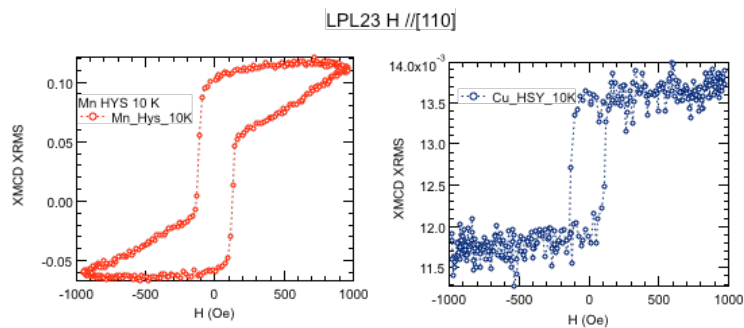 LPL23 H //[110]
0.10
0.05
0.00
-0.05
XMCD XRMS
Mn HYS 10 K
Mn_Hys_10K
-1000
-500
0
500
1000
H (Oe)
14.0x10-3
13.5
13.0
12.5
12.0
11.5
XMCD XRMS
Cu_HSY_10K
-1000
-500
0
500
1000
H (Oe)